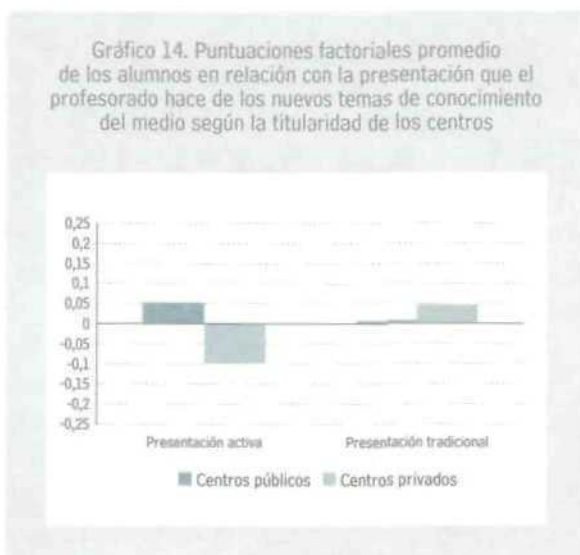 Gráfico 14. Puntuaciones factoriales promedio
de los alumnos en relación con la presentación que el
profesorado hace de los nuevos temas de conocimiento
del medio según la titularidad de los centros
0,25
0,2
0,15
0,1
0,05
0
-0,05
-0,1
-0,15
-0,2
-0,25
Presentación activa Presentación tradicional
Centros públicos Centros privados